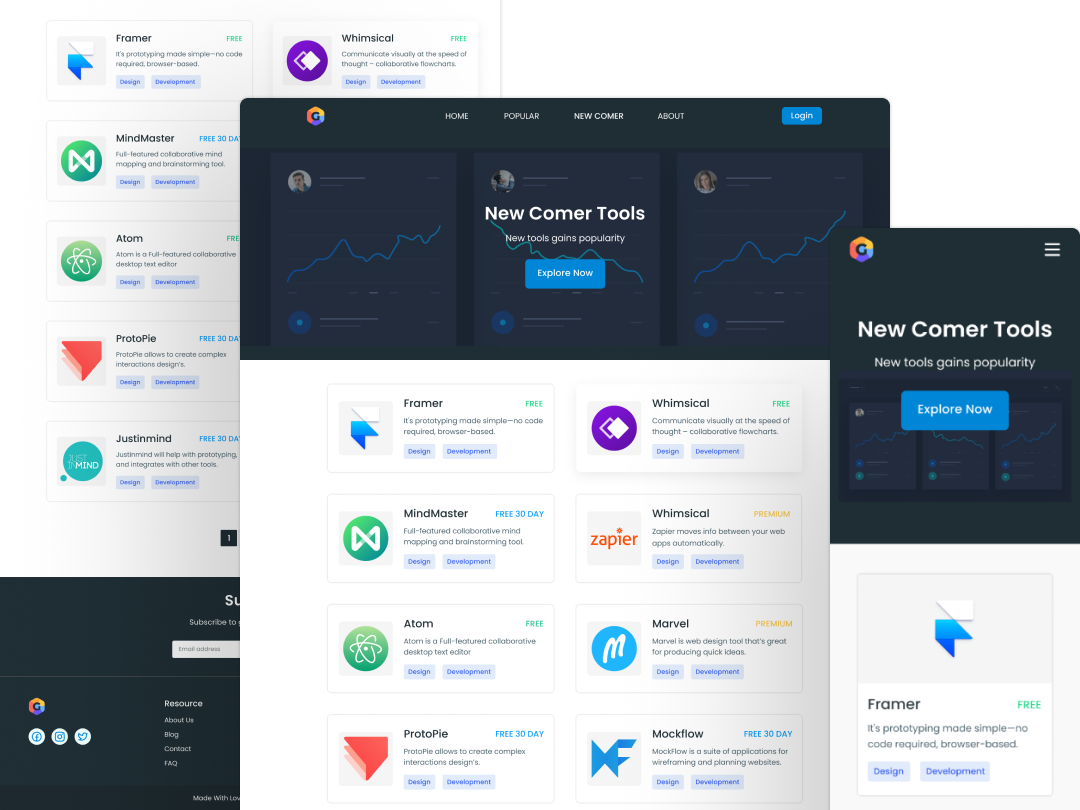 Framer
FREE
It's prototyping made simple—no code
required, browser-based.
Design
Development
Whimsical
FREE
Communicate visually at the speed of
thought – collaborative flowcharts.
Design
Development
MindMaster
FREE 30 DAY
Full-featured collaborative mind
mapping and brainstorming tool.
Design
Development
Atom
FREE
Atom is a Full-featured collaborative
desktop text editor
Design
Development
ProtoPie
FREE 30 DAY
ProtoPie allows to create complex
interactions design's.
Design
Development
Justinmind
FREE 30 DAY
Justinmind will help with prototyping,
and integrates with other tools.
Design
Development
JUST
INMIND
1
Su
Subscribe to g
Email address
Resource
About Us
Blog
Contact
FAQ
Made With Lov
HOME
POPULAR
NEW COMER
ABOUT
Login
New Comer Tools
New tools gains popularity
Explore Now
Framer
FREE
It's prototyping made simple—no code
required, browser-based.
Design
Development
Whimsical
FREE
Communicate visually at the speed of
thought – collaborative flowcharts.
Design
Development
MindMaster
FREE 30 DAY
Full-featured collaborative mind
mapping and brainstorming tool.
Design
Development
zapier
Whimsical
PREMIUM
Zapier moves info between your web
apps automatically.
Design
Development
Atom
FREE
Atom is a Full-featured collaborative
desktop text editor
Design
Development
Marvel
PREMIUM
Marvel is web design tool that's great
for producing quick ideas.
Design
Development
ProtoPie
FREE 30 DAY
ProtoPie allows to create complex
interactions design's.
Design
Development
Mockflow
FREE 30 DAY
MockFlow is a suite of applications for
wireframing and planning websites.
Design
Development
New Comer Tools
New tools gains popularity
Explore Now
Framer
FREE
It's prototyping made simple—no
code required, browser-based.
Design
Development